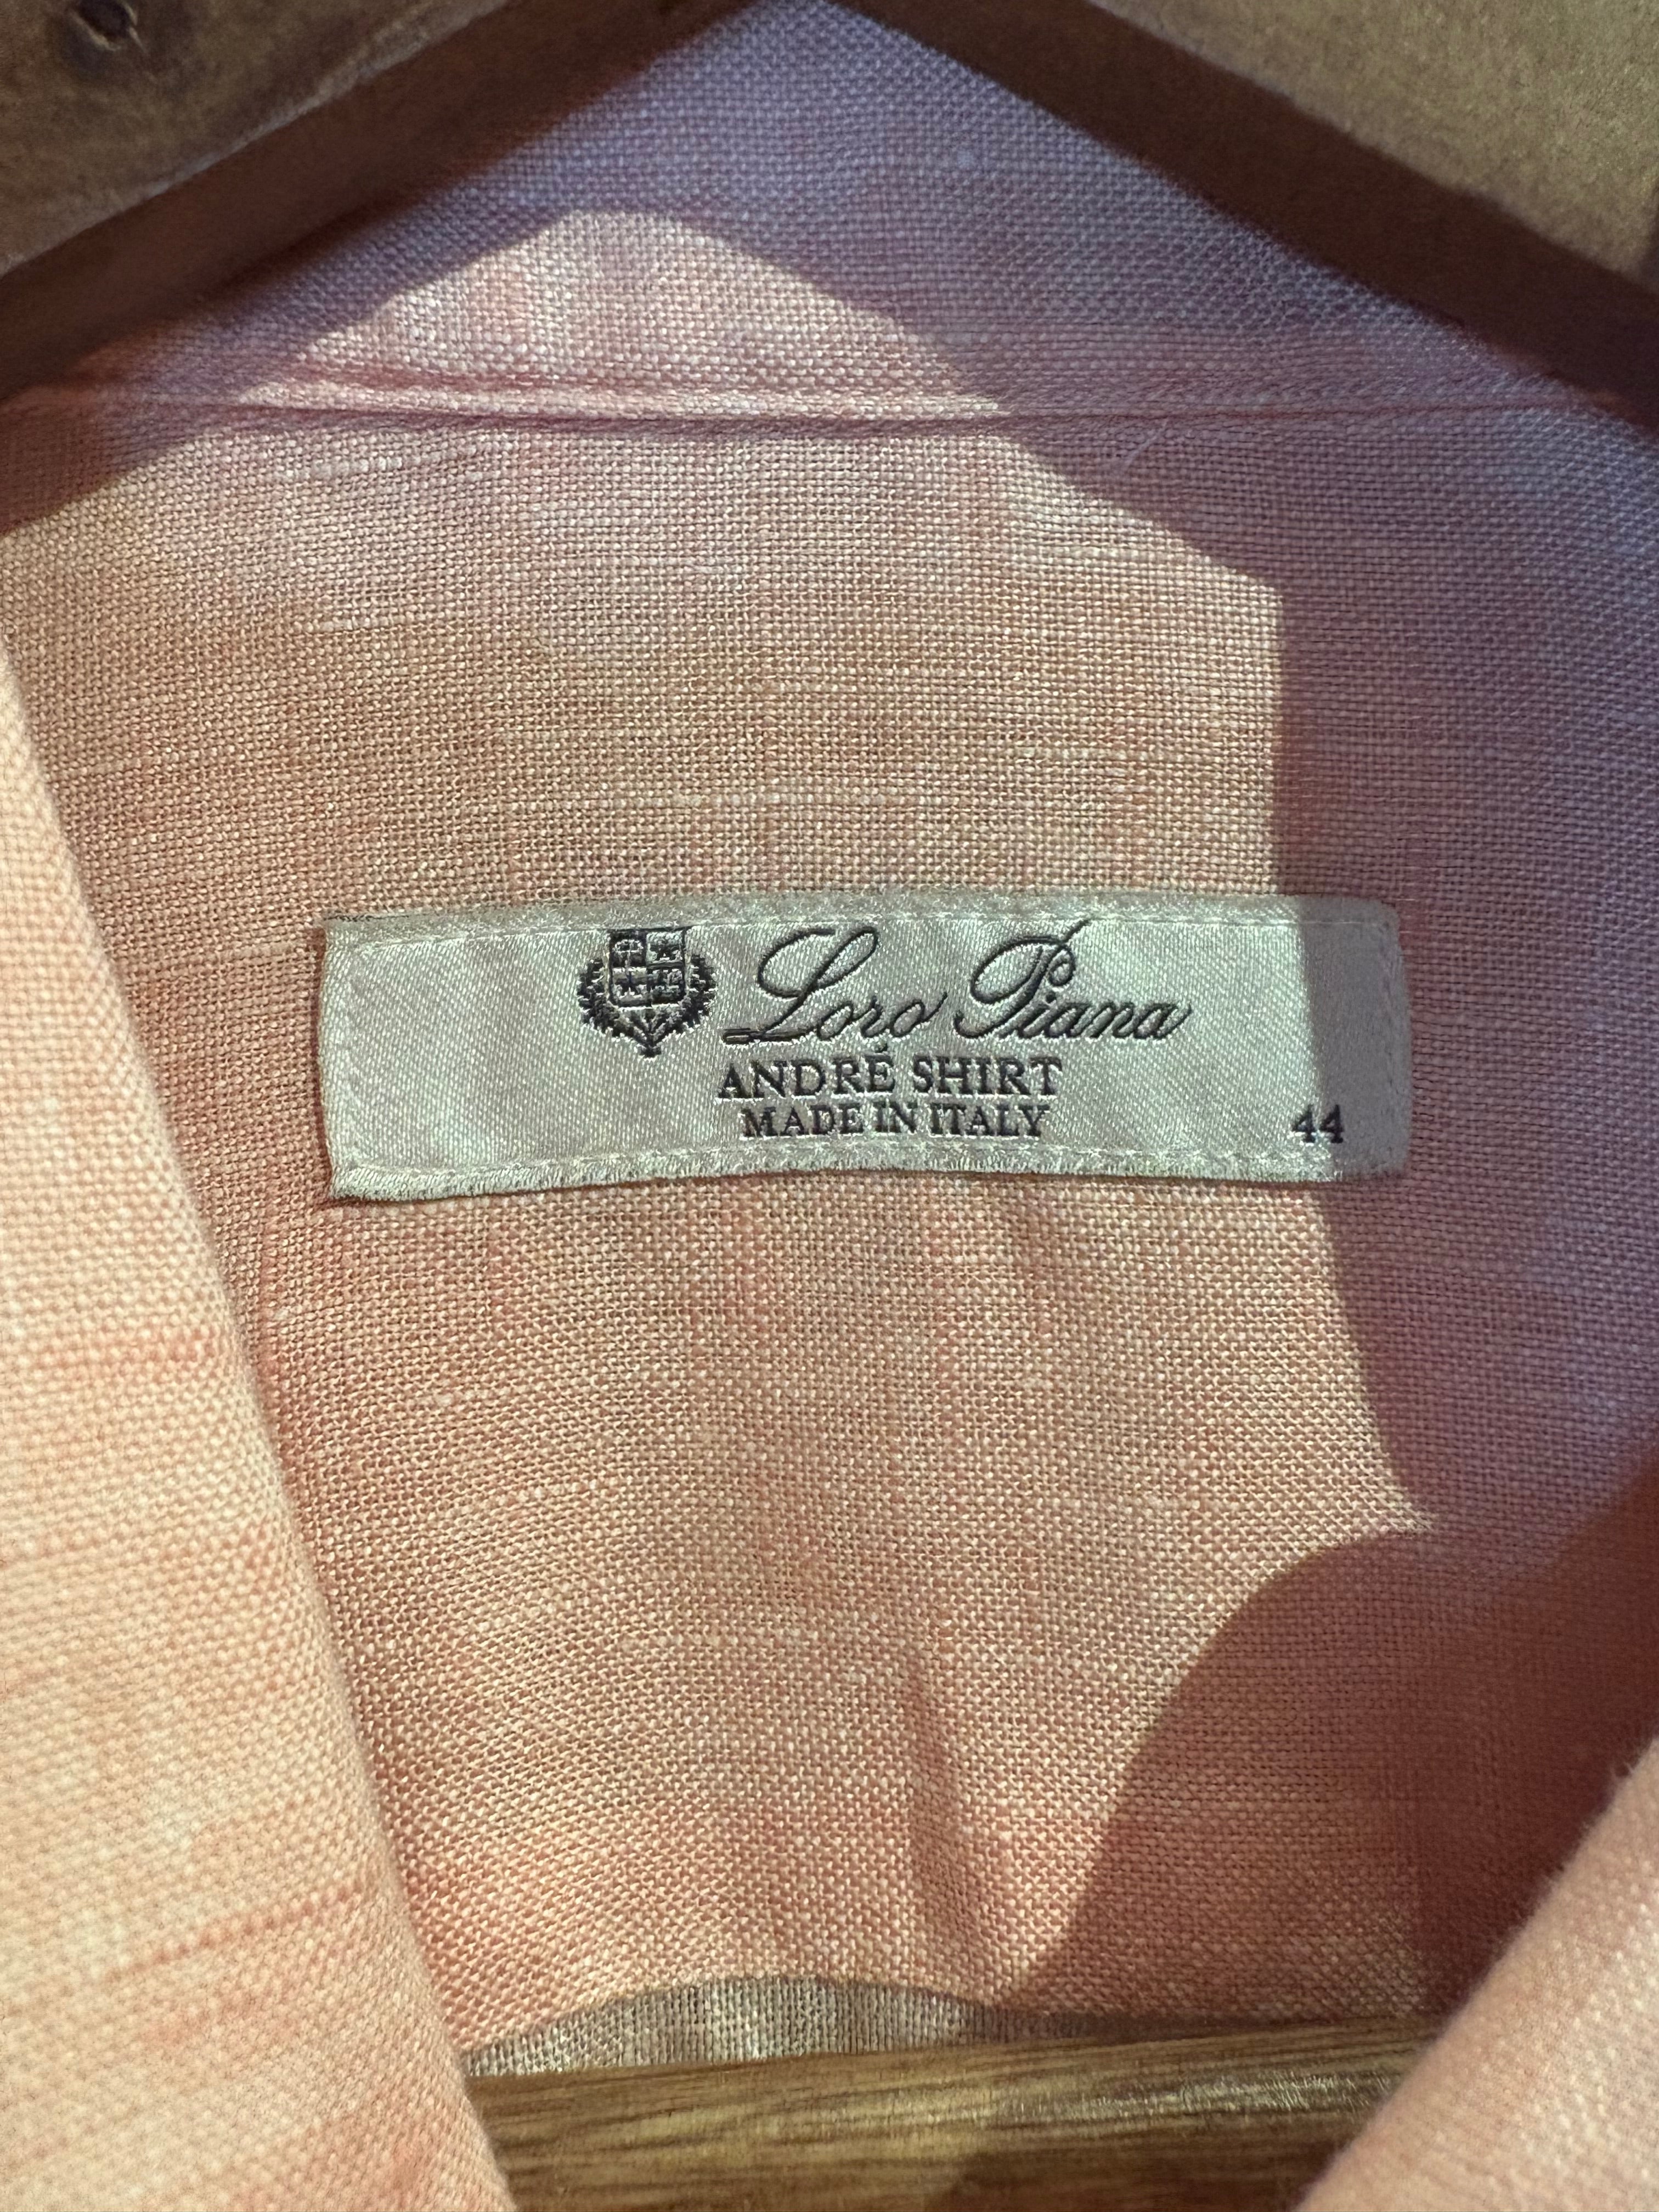 Loro Piana
ANDRÉ SHIRT
MADE IN ITALY
44